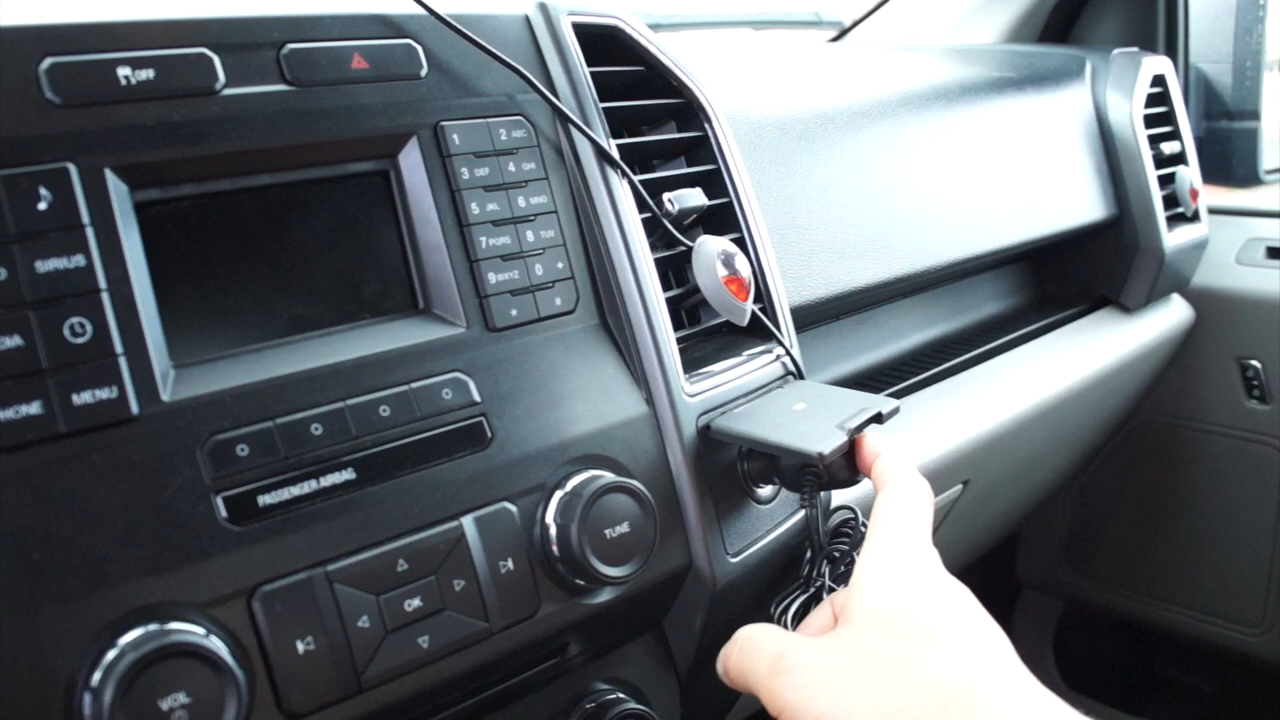 OFF
1
2 ABC
3 DEF
4 GHI
5 JKL
6 MNO
7 PQRS
8 TUV
9 WXYZ
0 +
*
#
SIRIUS
MENU
PASSENGER AIRBAG
TUNE
OK
VOL